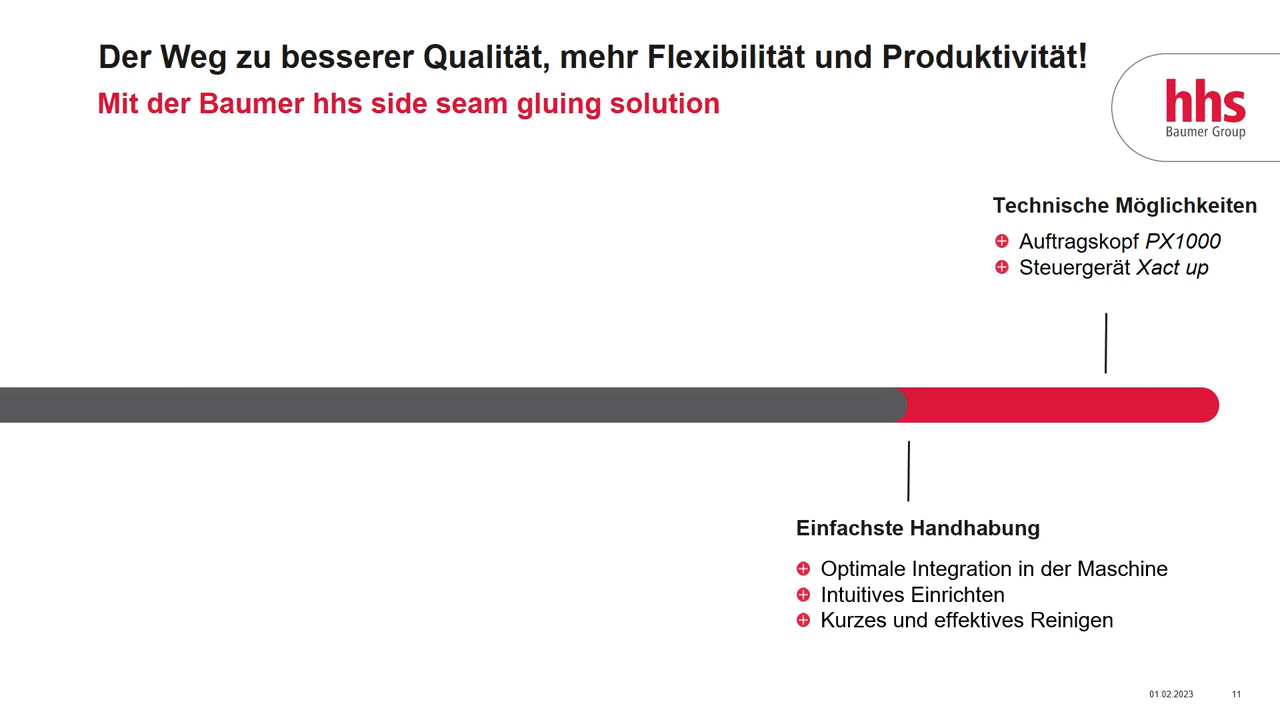 Der Weg zu besserer Qualität, mehr Flexibilität und Produktivität!
Mit der Baumer hhs side seam gluing solution
hhs
Baumer Group
Technische Möglichkeiten
Auftragskopf PX1000
Steuergerät Xact up
Einfachste Handhabung
Optimale Integration in der Maschine
Intuitives Einrichten
Kurzes und effektives Reinigen
01.02.2023
11